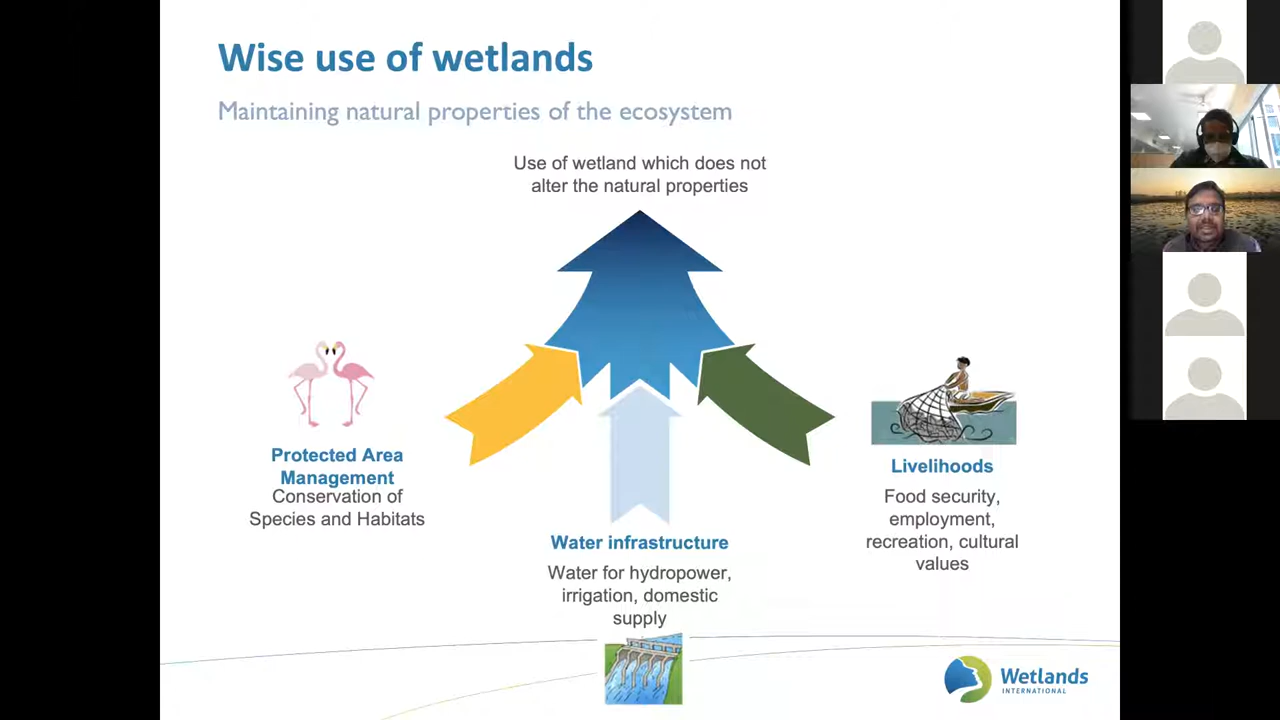 Wise use of wetlands
Maintaining natural properties of the ecosystem
Use of wetland which does not
alter the natural properties
Protected Area
Management
Conservation of
Species and Habitats
Water infrastructure
Water for hydropower,
irrigation, domestic
supply
Livelihoods
Food security,
employment,
recreation, cultural
values
Wetlands
INTERNATIONAL